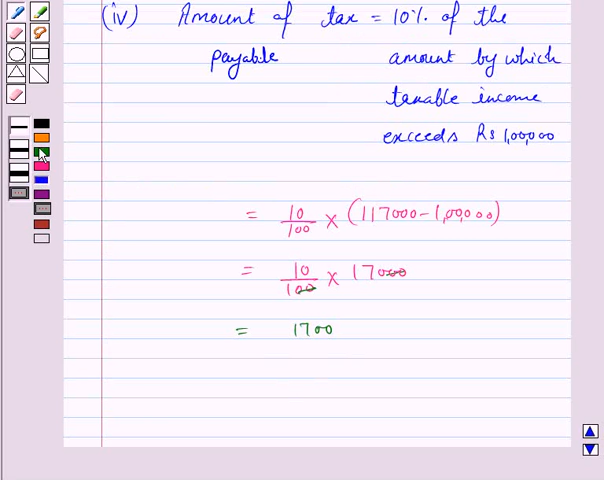 (iv) Amount of tax = 10% of the
payable amount by which
taxable income
exceeds Rs 1,00,000
= 10/100 × (117000 - 1,00,000)
= 10/100 × 17000
= 1700